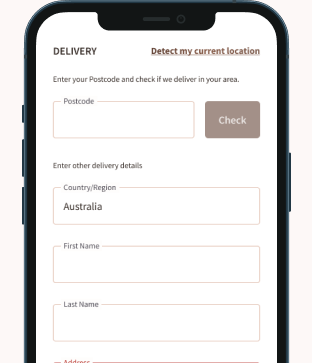 DELIVERY
Detect my current location
Enter your Postcode and check if we deliver in your area.
Postcode
Check
Enter other delivery details
Country/Region
Australia
First Name
Last Name
Address